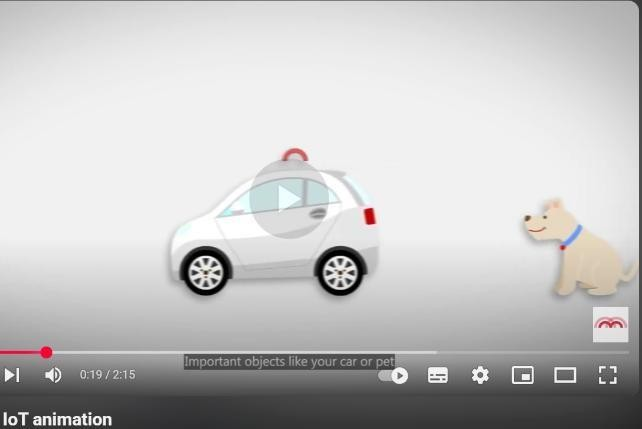 Important objects like your car or pet
0:19 / 2:15
IoT animation